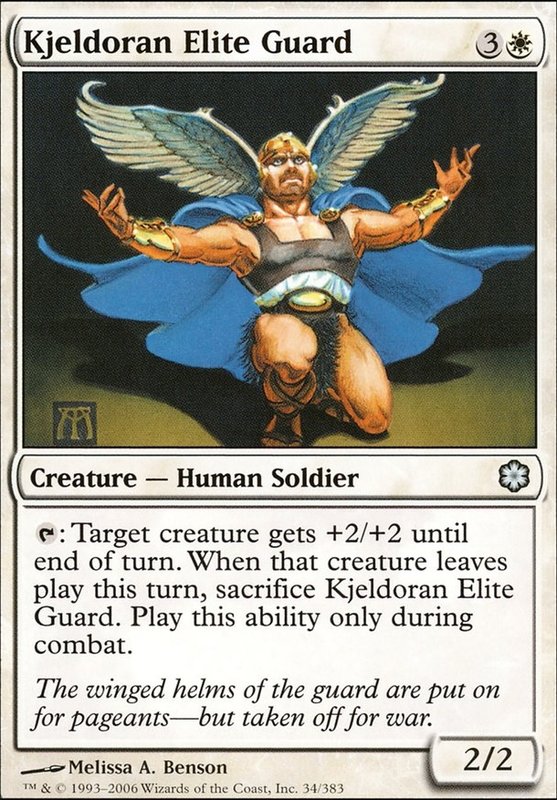 Kjeldoran Elite Guard 3
Creature — Human Soldier
: Target creature gets +2/+2 until
end of turn. When that creature leaves
play this turn, sacrifice Kjeldoran Elite
Guard. Play this ability only during
combat.
The winged helms of the guard are put on
for pageants—but taken off for war.
Melissa A. Benson
2/2
™ & © 1993–2006 Wizards of the Coast, Inc. 34/383